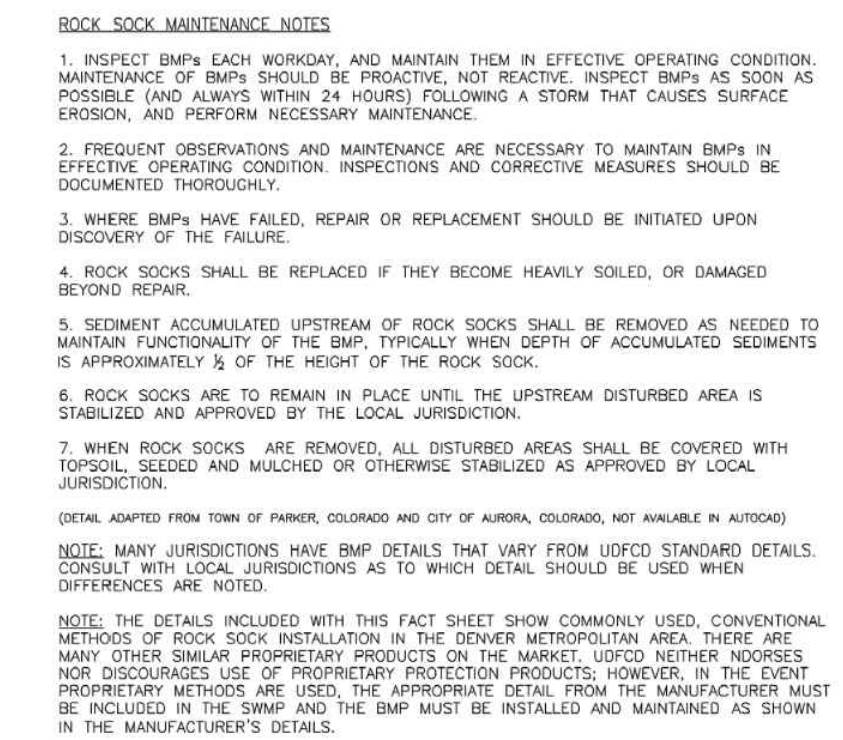 ROCK SOCK MAINTENANCE NOTES
1. INSPECT BMPs EACH WORKDAY, AND MAINTAIN THEM IN EFFECTIVE OPERATING CONDITION.
MAINTENANCE OF BMPs SHOULD BE PROACTIVE, NOT REACTIVE. INSPECT BMPs AS SOON AS
POSSIBLE (AND ALWAYS WITHIN 24 HOURS) FOLLOWING A STORM THAT CAUSES SURFACE
EROSION, AND PERFORM NECESSARY MAINTENANCE.
2. FREQUENT OBSERVATIONS AND MAINTENANCE ARE NECESSARY TO MAINTAIN BMPs IN
EFFECTIVE OPERATING CONDITION. INSPECTIONS AND CORRECTIVE MEASURES SHOULD BE
DOCUMENTED THOROUGHLY.
3. WHERE BMPs HAVE FAILED, REPAIR OR REPLACEMENT SHOULD BE INITIATED UPON
DISCOVERY OF THE FAILURE.
4. ROCK SOCKS SHALL BE REPLACED IF THEY BECOME HEAVILY SOILED, OR DAMAGED
BEYOND REPAIR.
5. SEDIMENT ACCUMULATED UPSTREAM OF ROCK SOCKS SHALL BE REMOVED AS NEEDED TO
MAINTAIN FUNCTIONALITY OF THE BMP, TYPICALLY WHEN DEPTH OF ACCUMULATED SEDIMENTS
IS APPROXIMATELY ½ OF THE HEIGHT OF THE ROCK SOCK.
6. ROCK SOCKS ARE TO REMAIN IN PLACE UNTIL THE UPSTREAM DISTURBED AREA IS
STABILIZED AND APPROVED BY THE LOCAL JURISDICTION.
7. WHEN ROCK SOCKS ARE REMOVED, ALL DISTURBED AREAS SHALL BE COVERED WITH
TOPSOIL, SEEDED AND MULCHED OR OTHERWISE STABILIZED AS APPROVED BY LOCAL
JURISDICTION.
(DETAIL ADAPTED FROM TOWN OF PARKER, COLORADO AND CITY OF AURORA, COLORADO, NOT AVAILABLE IN AUTOCAD)
NOTE: MANY JURISDICTIONS HAVE BMP DETAILS THAT VARY FROM UDFCD STANDARD DETAILS.
CONSULT WITH LOCAL JURISDICTIONS AS TO WHICH DETAIL SHOULD BE USED WHEN
DIFFERENCES ARE NOTED.
NOTE: THE DETAILS INCLUDED WITH THIS FACT SHEET SHOW COMMONLY USED, CONVENTIONAL
METHODS OF ROCK SOCK INSTALLATION IN THE DENVER METROPOLITAN AREA. THERE ARE
MANY OTHER SIMILAR PROPRIETARY PRODUCTS ON THE MARKET. UDFCD NEITHER NDORSES
NOR DISCOURAGES USE OF PROPRIETARY PROTECTION PRODUCTS; HOWEVER, IN THE EVENT
PROPRIETARY METHODS ARE USED, THE APPROPRIATE DETAIL FROM THE MANUFACTURER MUST
BE INCLUDED IN THE SWMP AND THE BMP MUST BE INSTALLED AND MAINTAINED AS SHOWN
IN THE MANUFACTURER'S DETAILS.